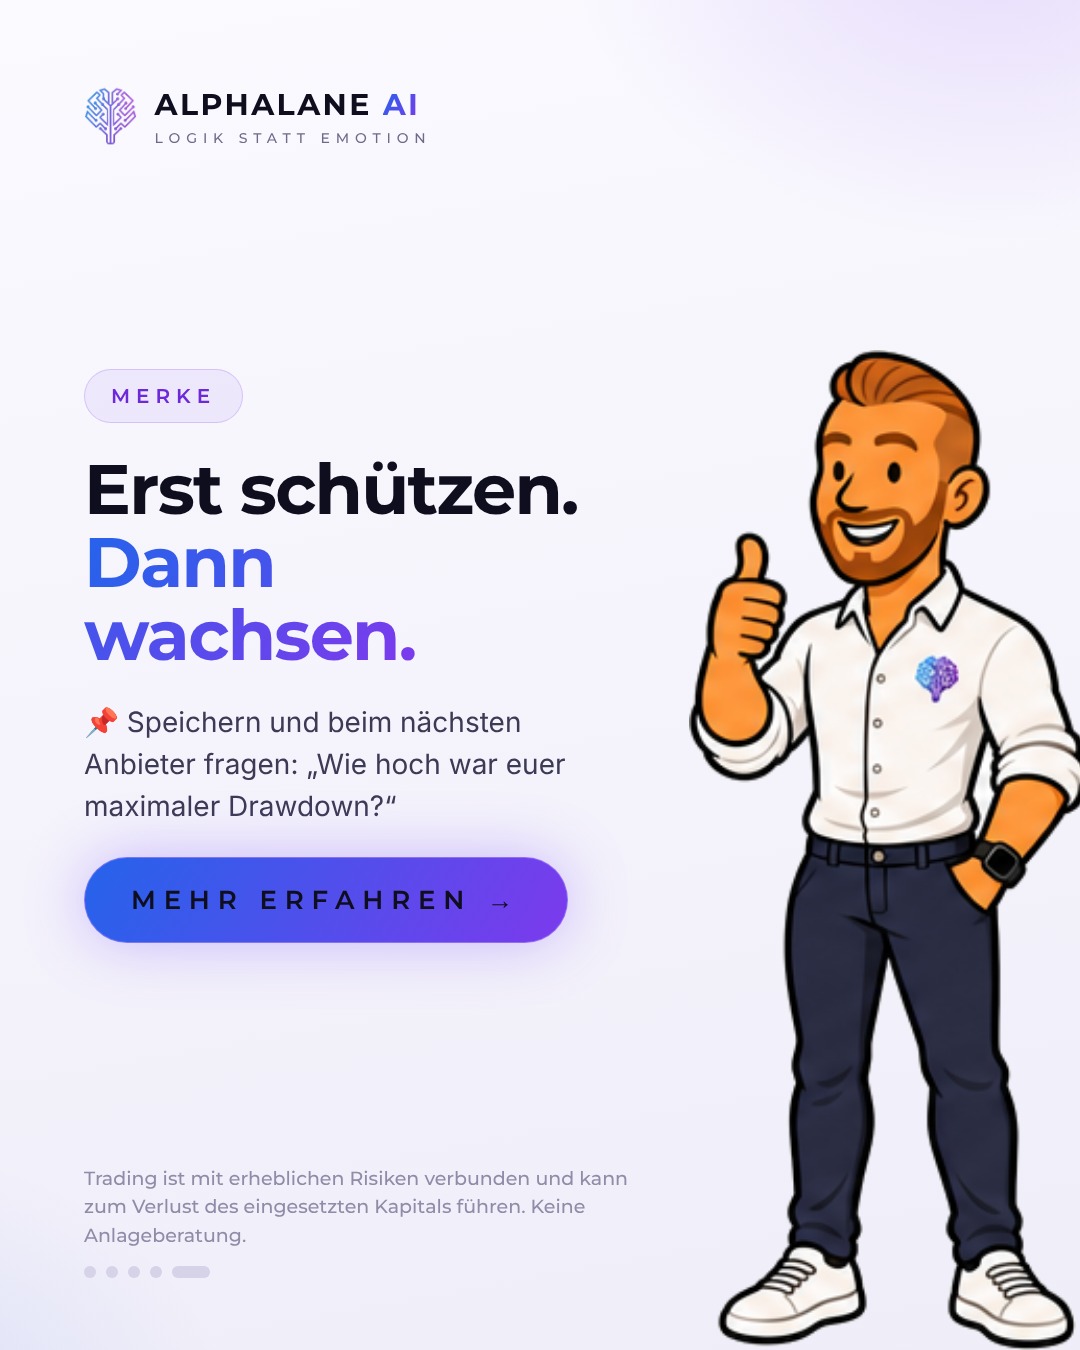 ALPHALANE AI
LOGIK STATT EMOTION
MERKE
Erst schützen.
Dann
wachsen.
📌 Speichern und beim nächsten
Anbieter fragen: „Wie hoch war euer
maximaler Drawdown?“
MEHR ERFAHREN →
Trading ist mit erheblichen Risiken verbunden und kann
zum Verlust des eingesetzten Kapitals führen. Keine
Anlageberatung.